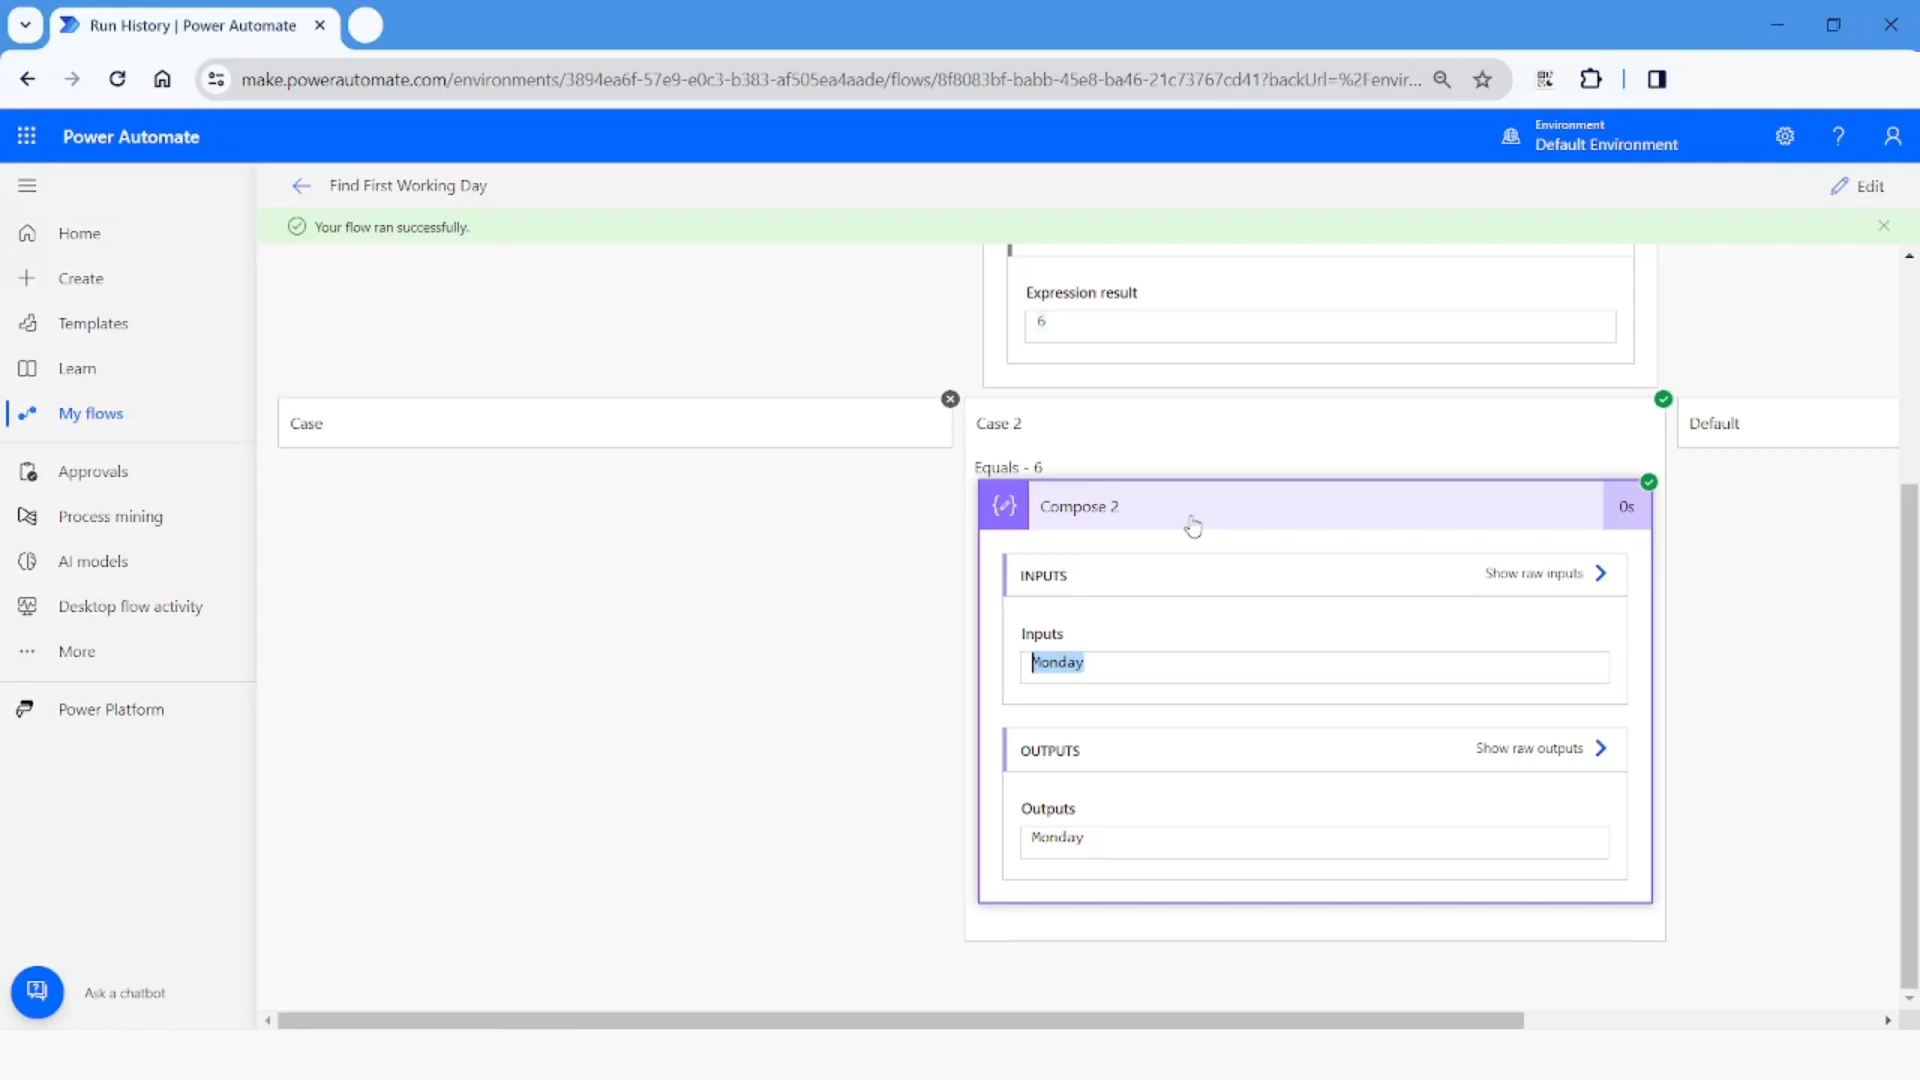 Run History | Power Automate
make.powerautomate.com/environments/3894ea6f-57e9-e0c3-b383-af505ea4aade/flows/8f8083bf-babb-45e8-ba46-21c73767cd41?backUrl=%2Fenvir...
Power Automate
Environment
Default Environment
Find First Working Day
Edit
Your flow ran successfully.
Home
Create
Templates
Learn
My flows
Approvals
Process mining
AI models
Desktop flow activity
More
Power Platform
Ask a chatbot
Expression result
6
Case
Case 2
Default
Equals - 6
Compose 2
0s
INPUTS
Show raw inputs
Inputs
Monday
OUTPUTS
Show raw outputs
Outputs
Monday